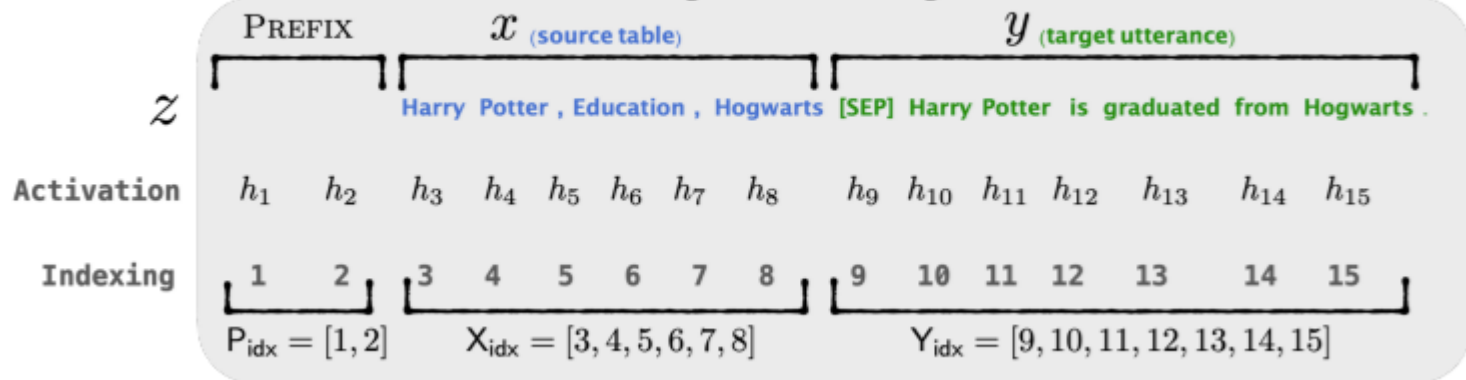 PREFIX x (source table) y (target utterance)
z Harry Potter , Education , Hogwarts [SEP] Harry Potter is graduated from Hogwarts .
Activation h₁ h₂ h₃ h₄ h₅ h₆ h₇ h₈ h₉ h₁₀ h₁₁ h₁₂ h₁₃ h₁₄ h₁₅
Indexing 1 2 3 4 5 6 7 8 9 10 11 12 13 14 15
P_idx = [1, 2] X_idx = [3, 4, 5, 6, 7, 8] Y_idx = [9, 10, 11, 12, 13, 14, 15]